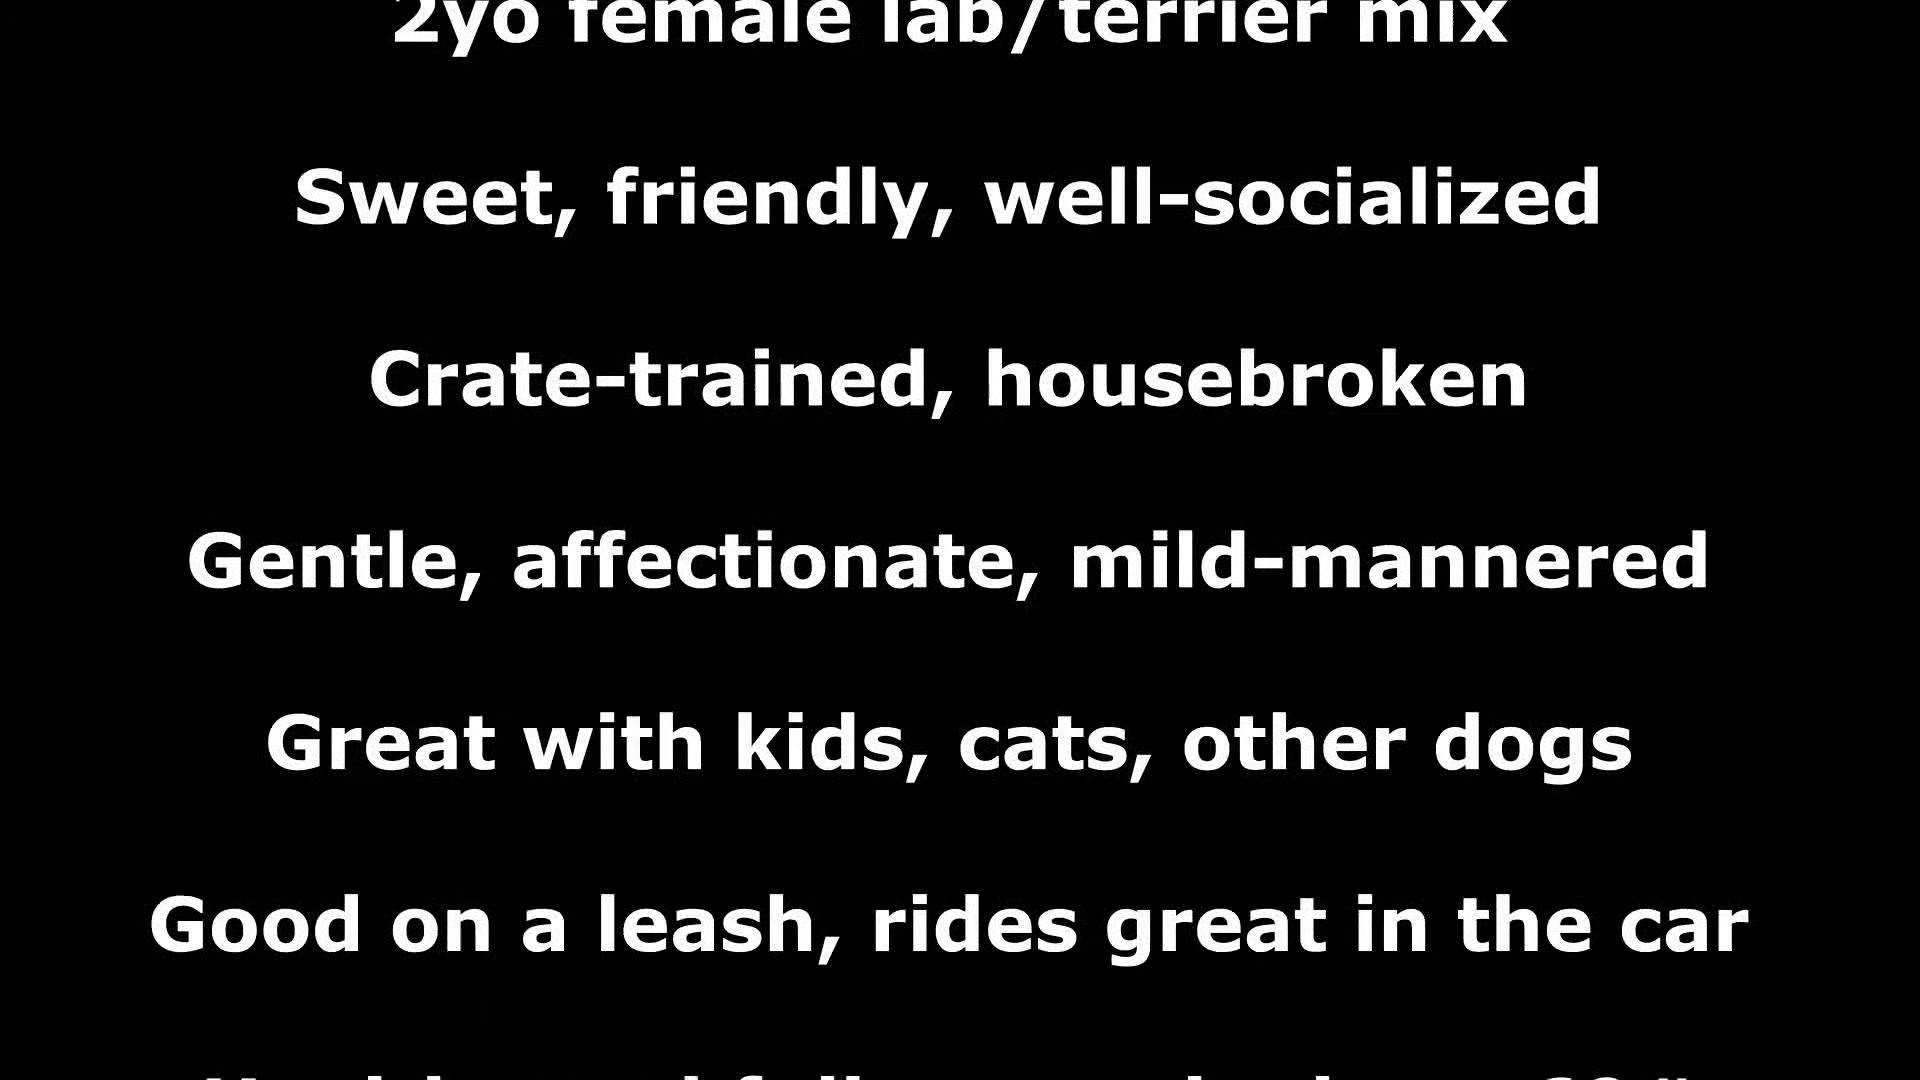 2yo female lab/terrier mix
Sweet, friendly, well-socialized
Crate-trained, housebroken
Gentle, affectionate, mild-mannered
Great with kids, cats, other dogs
Good on a leash, rides great in the car